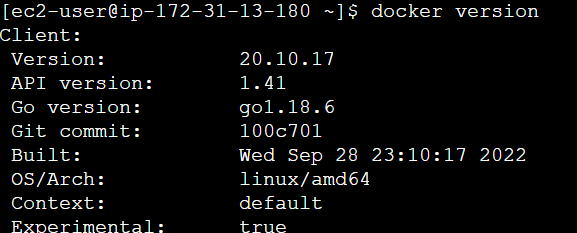 [ec2-user@ip-172-31-13-180 ~]$ docker version
Client:
 Version:           20.10.17
 API version:       1.41
 Go version:        go1.18.6
 Git commit:        100c701
 Built:             Wed Sep 28 23:10:17 2022
 OS/Arch:           linux/amd64
 Context:           default
 Experimental:      true